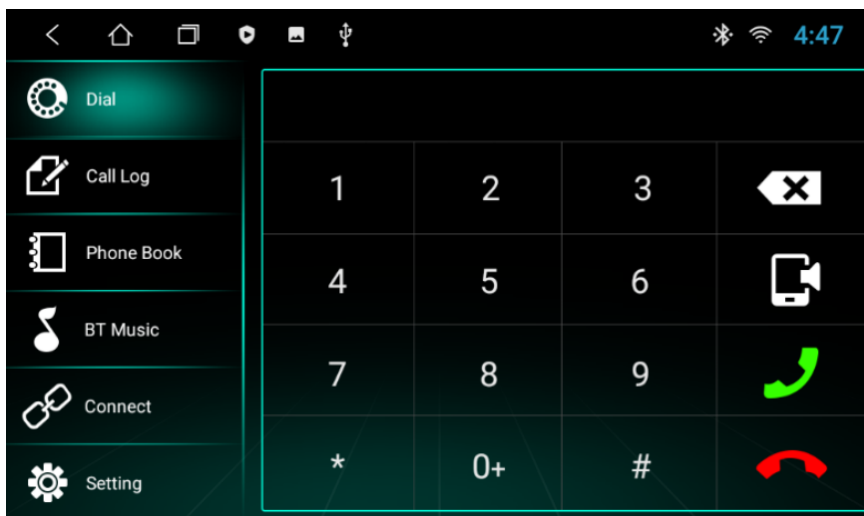 4:47
Dial
Call Log
Phone Book
BT Music
Connect
Setting
1 2 3
4 5 6
7 8 9
* 0+ #